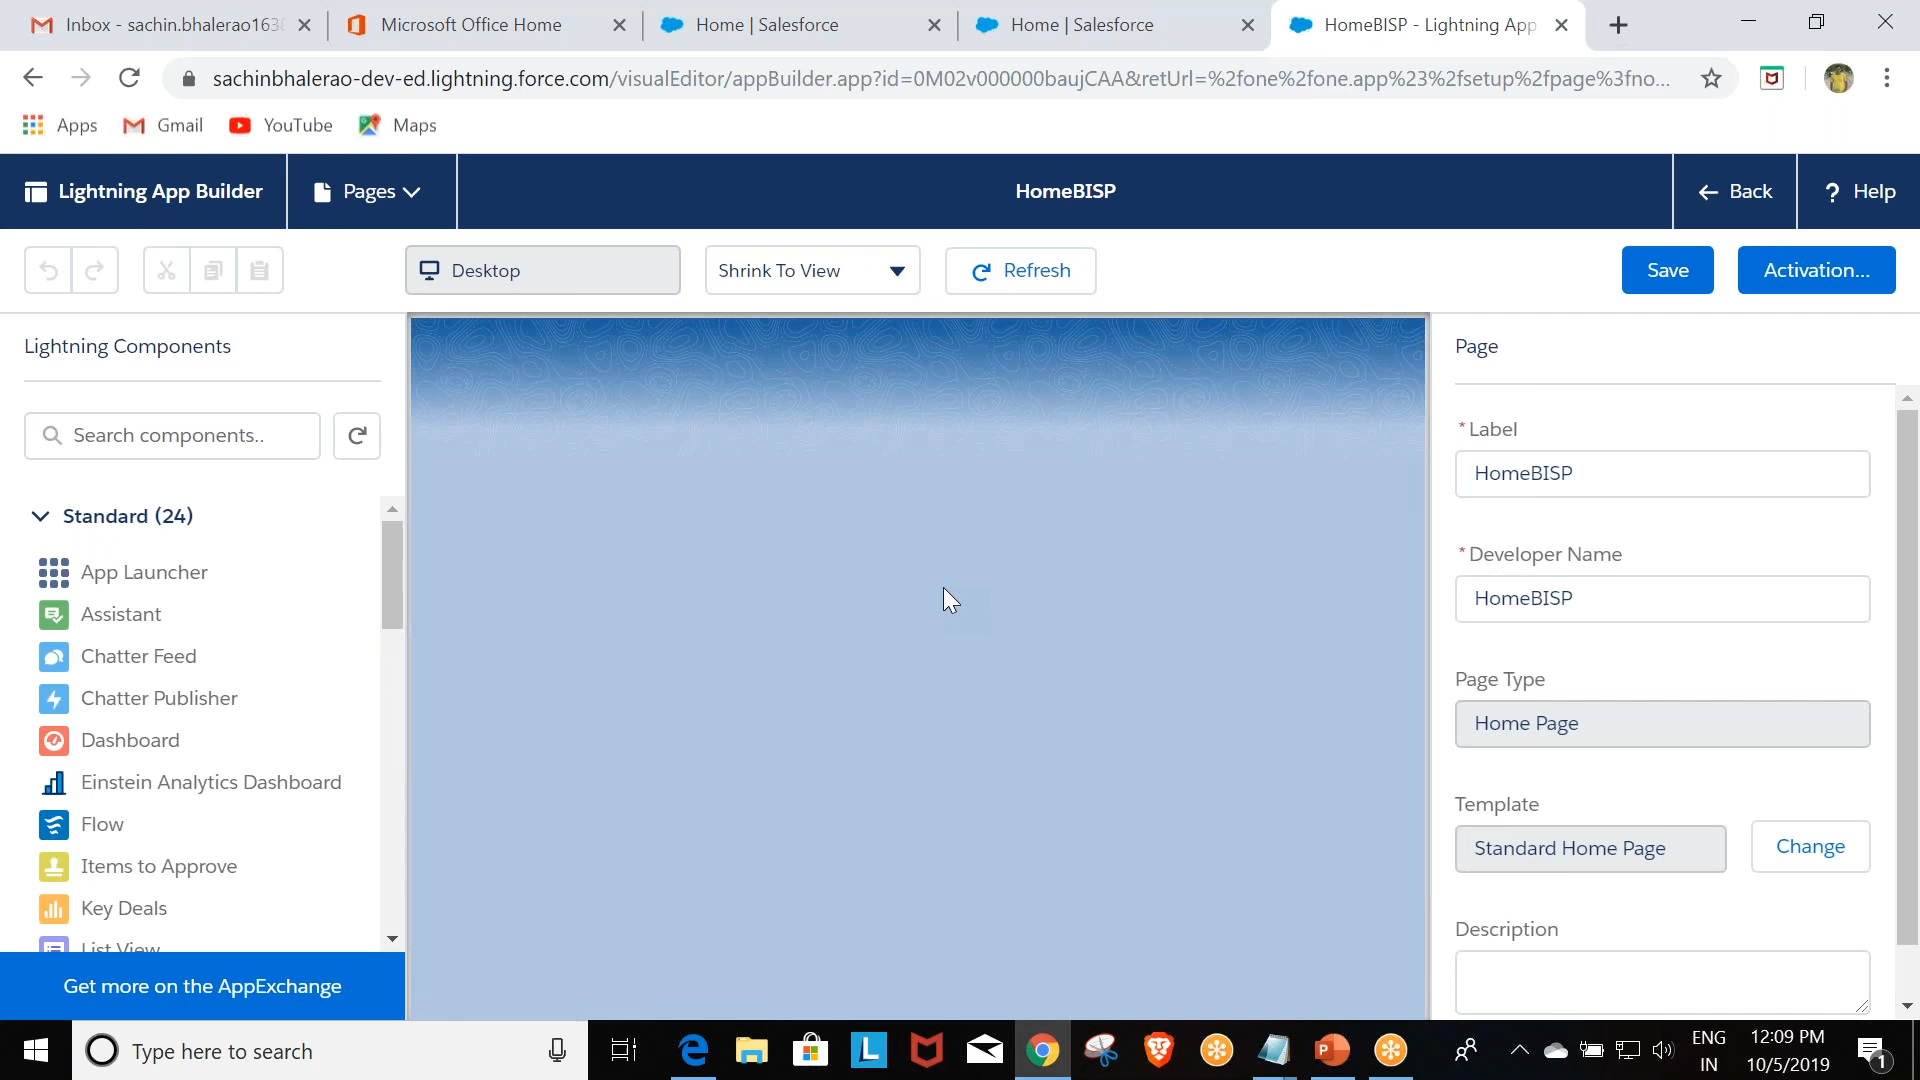 Inbox - sachin.bhalerao163
Microsoft Office Home
Home | Salesforce
Home | Salesforce
HomeBISP - Lightning App
sachinbhalerao-dev-ed.lightning.force.com/visualEditor/appBuilder.app?id=0M02v000000baujCAA&retUrl=%2fone%2fone.app%23%2fsetup%2fpage%3fno...
Apps
Gmail
YouTube
Maps
Lightning App Builder
Pages
HomeBISP
Back
? Help
Desktop
Shrink To View
Refresh
Save
Activation...
Lightning Components
Search components..
Standard (24)
App Launcher
Assistant
Chatter Feed
Chatter Publisher
Dashboard
Einstein Analytics Dashboard
Flow
Items to Approve
Key Deals
List View
Get more on the AppExchange
Page
* Label
HomeBISP
* Developer Name
HomeBISP
Page Type
Home Page
Template
Standard Home Page
Change
Description
Type here to search
ENG
IN
12:09 PM
10/5/2019
1